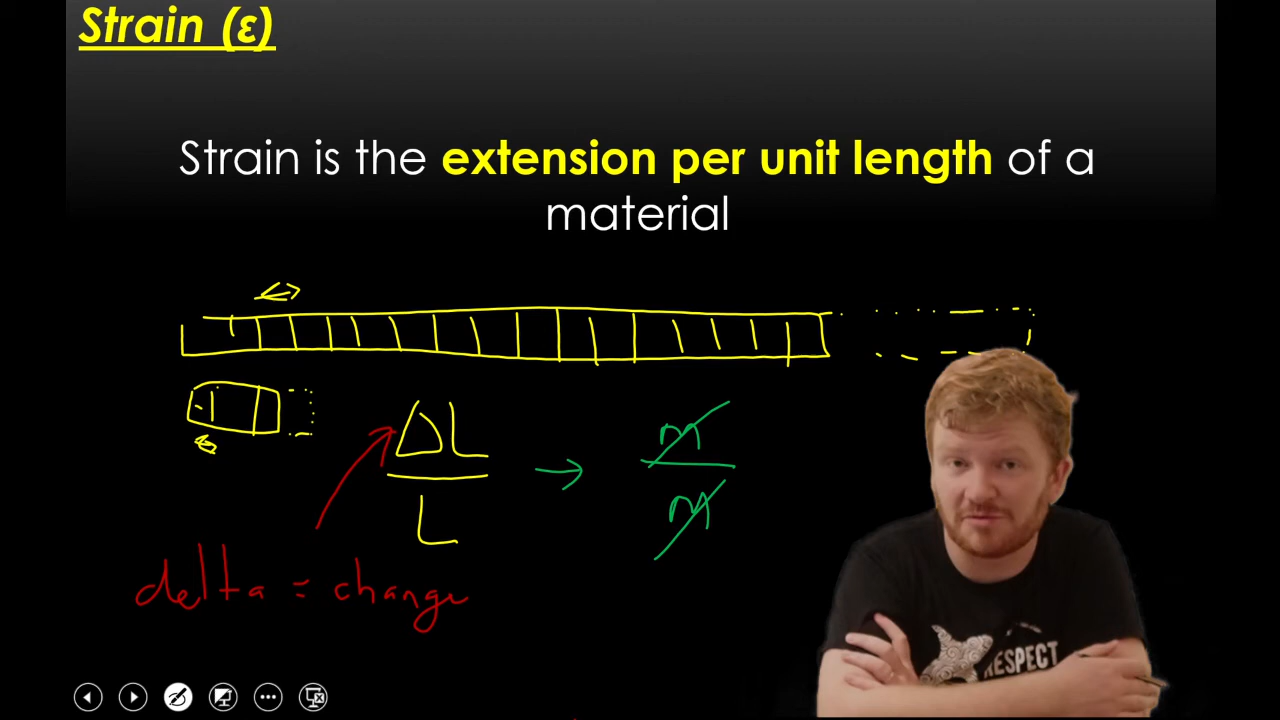 Strain (ε)
Strain is the extension per unit length of a
material
ΔL
L
→
m
m
delta = change
RESPECT